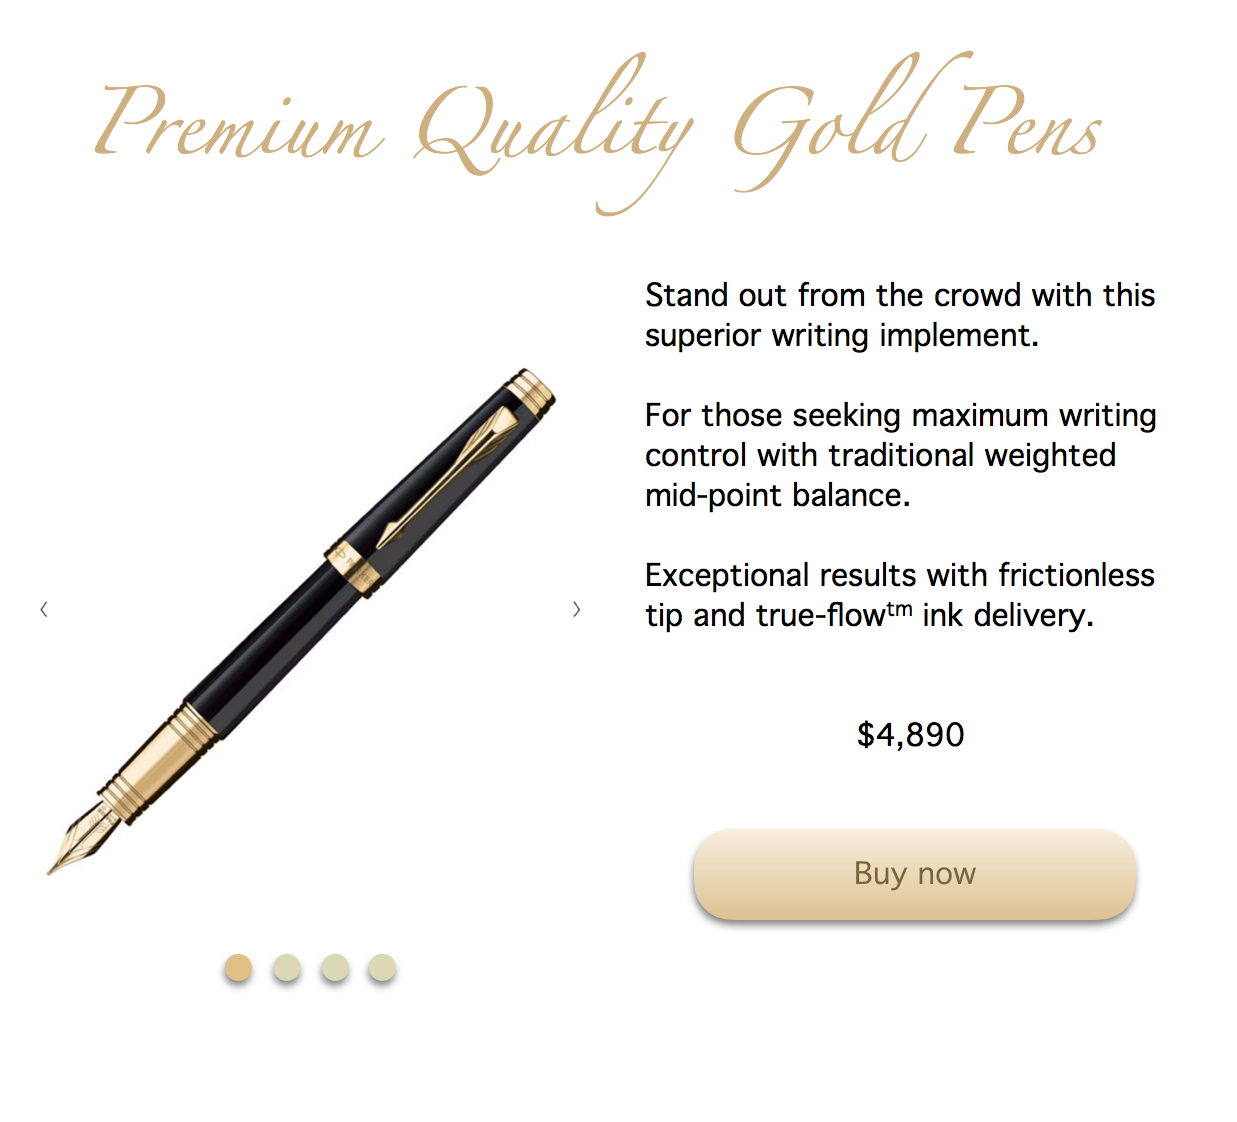 Premium Quality Gold Pens
Stand out from the crowd with this
superior writing implement.
For those seeking maximum writing
control with traditional weighted
mid-point balance.
Exceptional results with frictionless
tip and true-flow™ ink delivery.
$4,890
Buy now